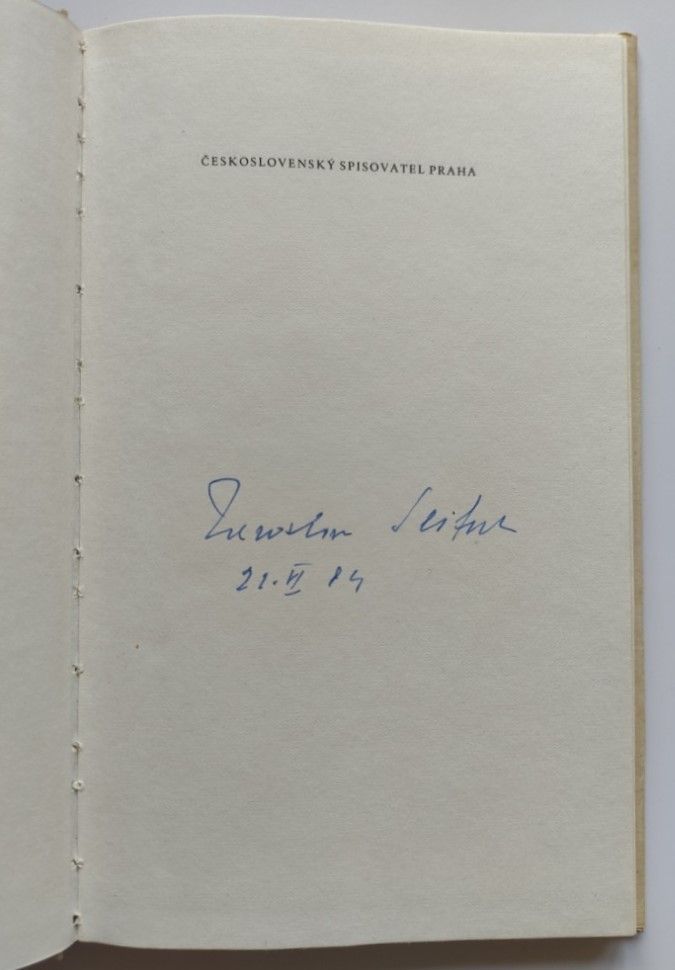 ČESKOSLOVENSKÝ SPISOVATEL PRAHA
Jaroslav Seifert
21. VI 84